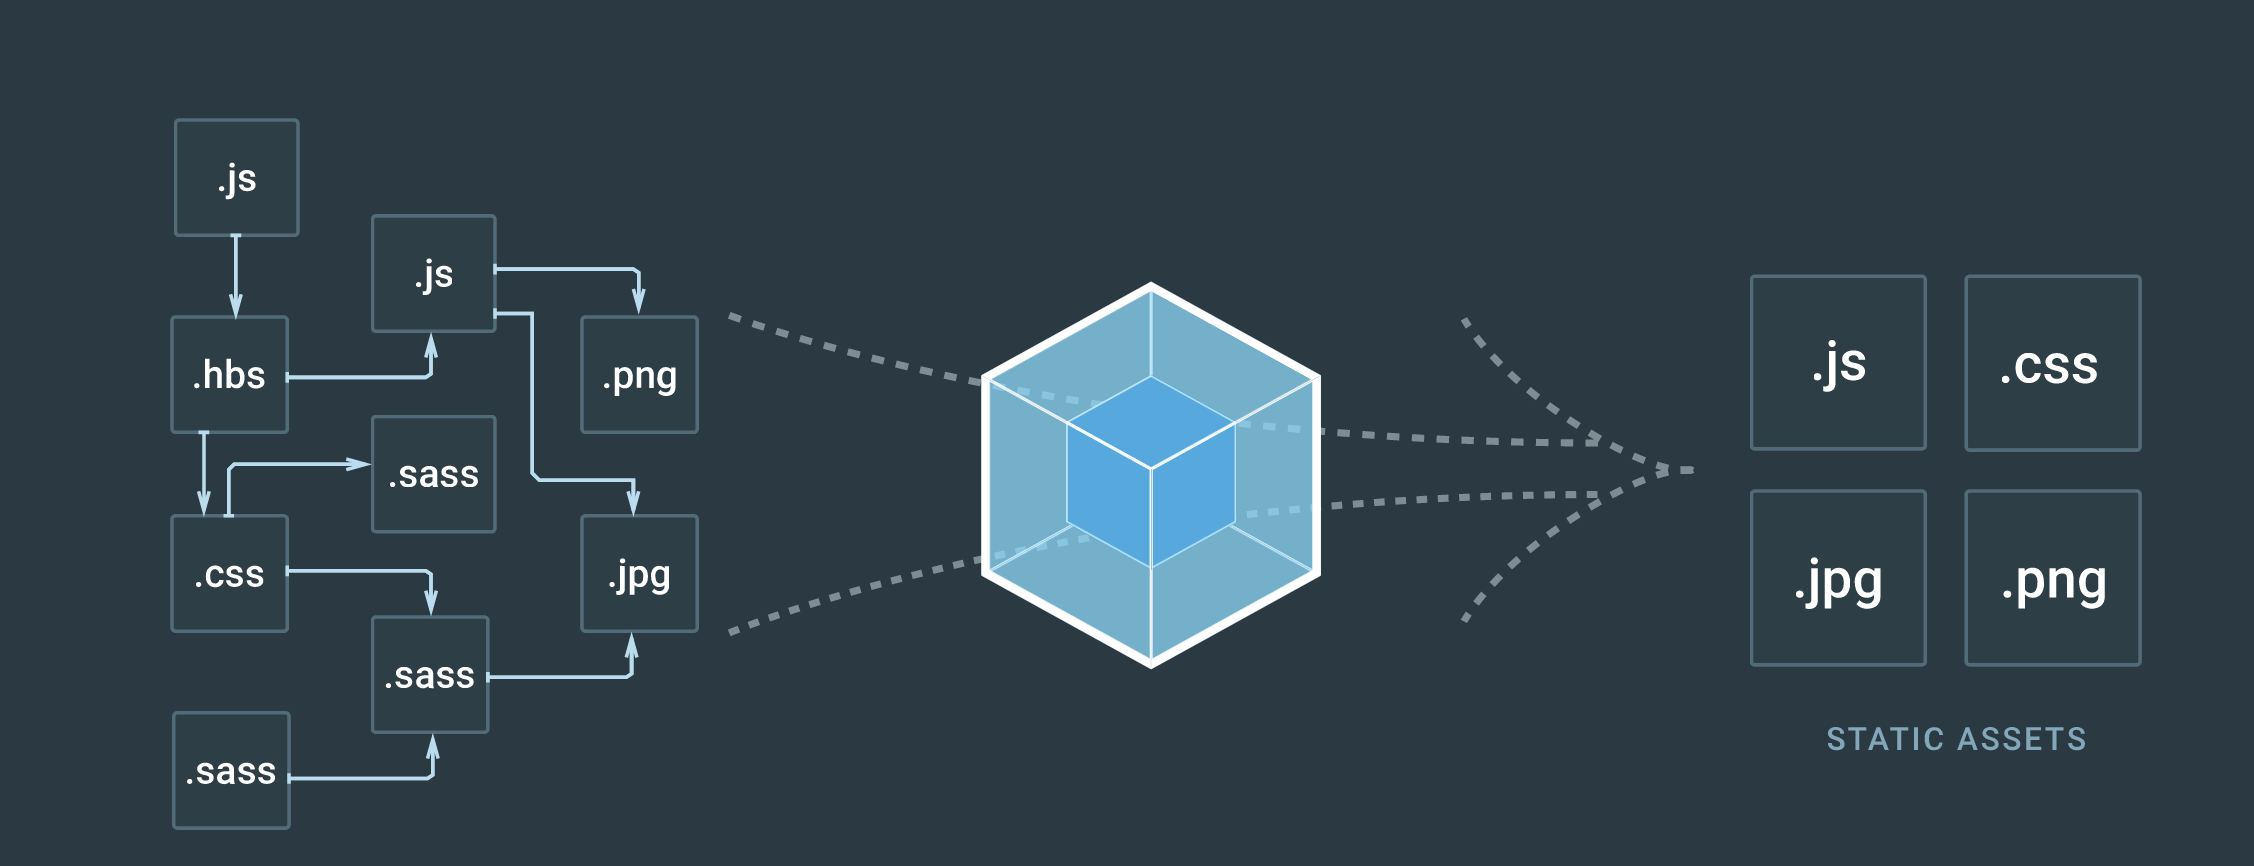 .js
.js
.hbs
.png
.sass
.css
.jpg
.sass
.sass
.js
.css
.jpg
.png
STATIC ASSETS